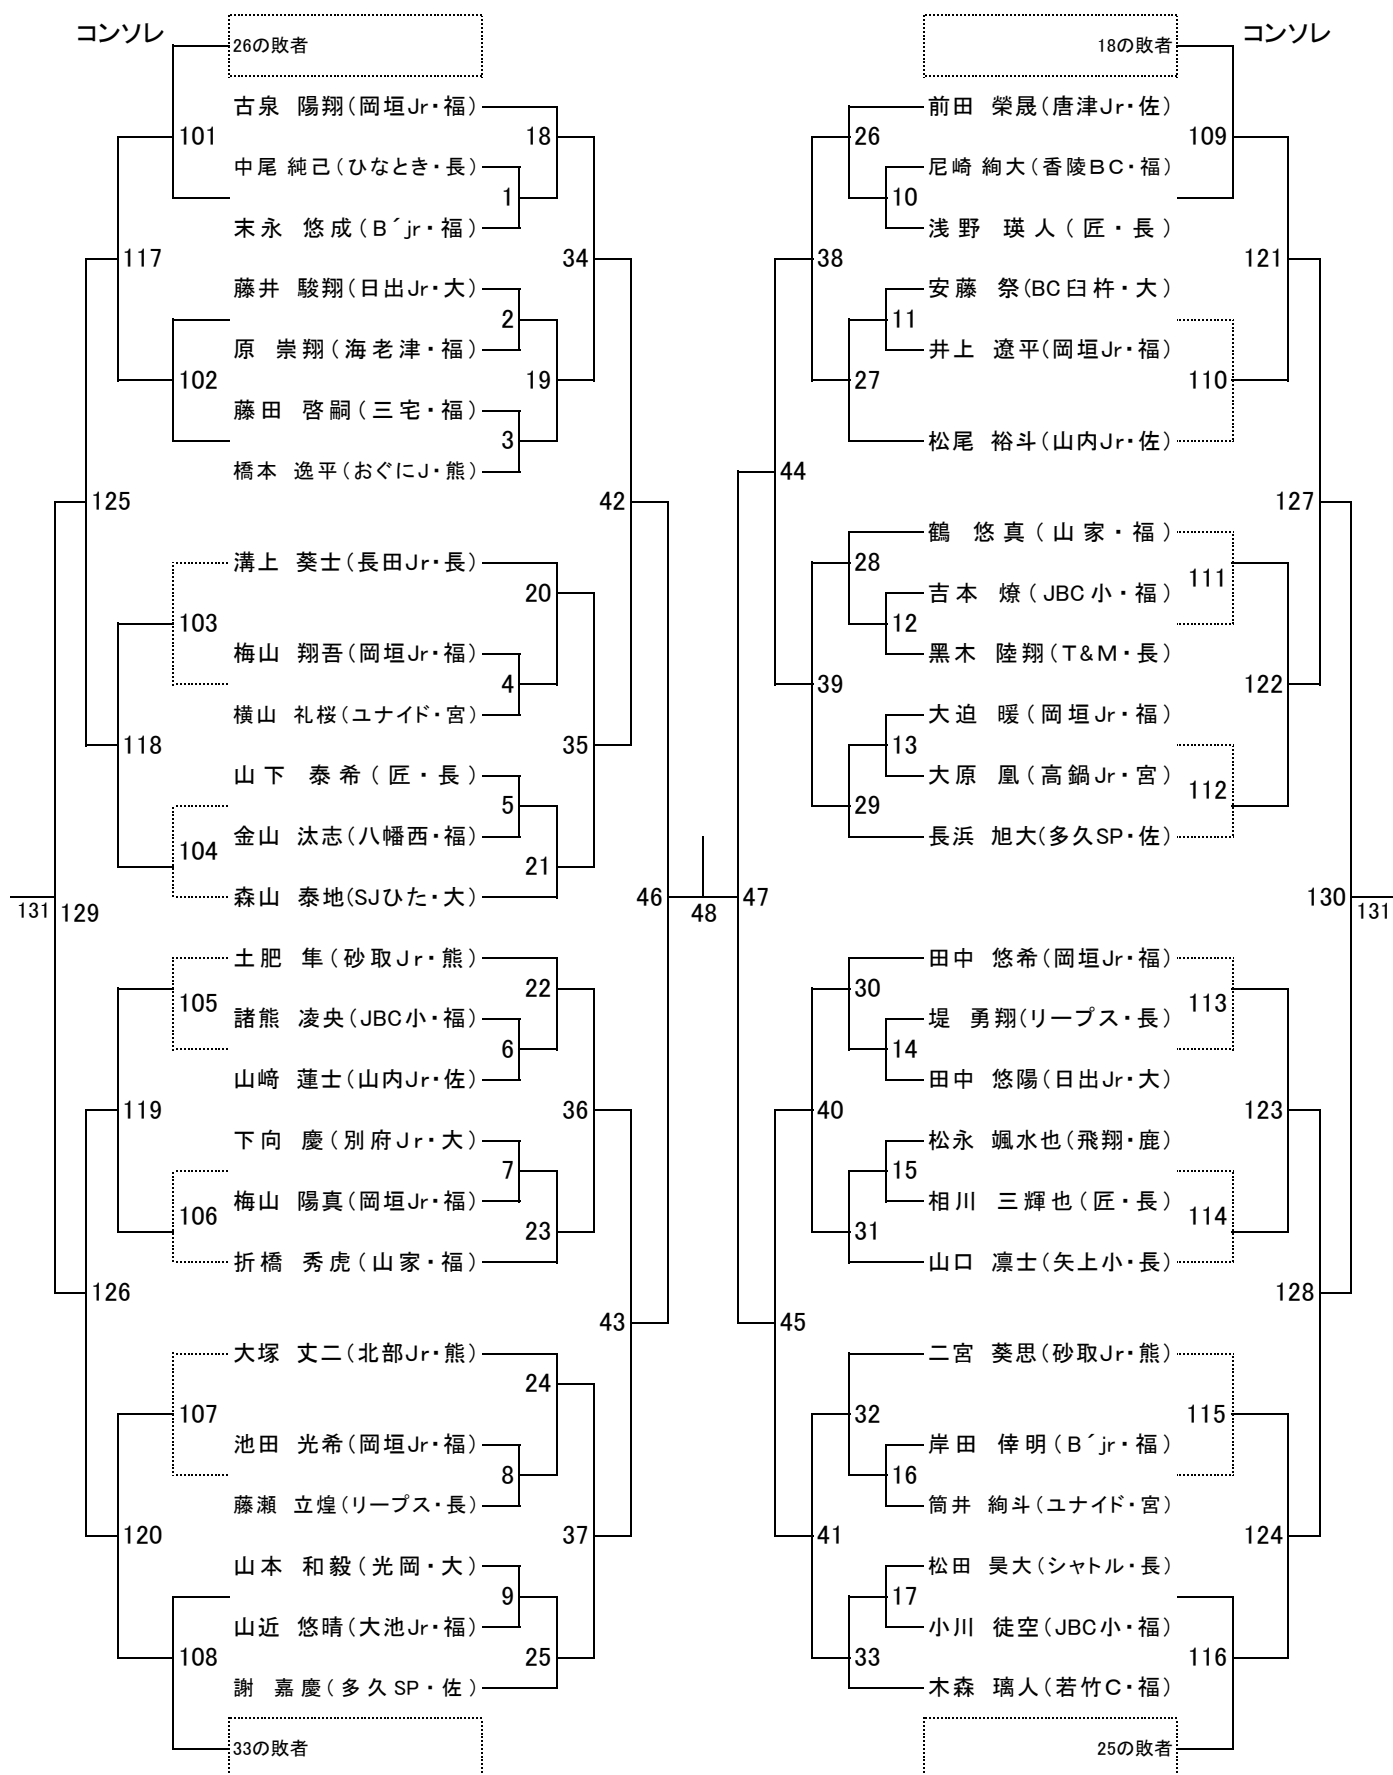 コンソレ
26の敗者
18の敗者
コンソレ
古泉 陽翔(岡垣Jr・福)
18
前田 榮晟(唐津Jr・佐)
101
26
109
中尾 純己(ひなとき・長)
1
尼崎 絢大(香陵BC・福)
10
末永 悠成(B´jr・福)
浅野 瑛人(匠・長)
117
34
38
121
藤井 駿翔(日出Jr・大)
2
安藤 祭(BC臼杵・大)
11
原 崇翔(海老津・福)
井上 遼平(岡垣Jr・福)
102
19
27
110
藤田 啓嗣(三宅・福)
3
松尾 裕斗(山内Jr・佐)
橋本 逸平(おぐにJ・熊)
44
125
42
127
鶴 悠真(山家・福)
溝上 葵士(長田Jr・長)
20
28
111
吉本 燎(JBC小・福)
103
12
梅山 翔吾(岡垣Jr・福)
4
黒木 陸翔(T&M・長)
39
122
横山 礼桜(ユナイド・宮)
大迫 暖(岡垣Jr・福)
118
35
13
山下 泰希(匠・長)
5
大原 凰(高鍋Jr・宮)
112
29
金山 汰志(八幡西・福)
長浜 旭大(多久SP・佐)
104
21
森山 泰地(SJひた・大)
131
129
46
48
47
130
131
土肥 隼(砂取Jr・熊)
22
田中 悠希(岡垣Jr・福)
30
105
113
諸熊 凌央(JBC小・福)
6
堤 勇翔(リープス・長)
14
山﨑 蓮士(山内Jr・佐)
田中 悠陽(日出Jr・大)
119
36
40
123
下向 慶(別府Jr・大)
7
松永 颯水也(飛翔・鹿)
15
梅山 陽真(岡垣Jr・福)
相川 三輝也(匠・長)
106
23
31
114
折橋 秀虎(山家・福)
山口 凛士(矢上小・長)
126
43
45
128
大塚 丈二(北部Jr・熊)
24
二宮 葵思(砂取Jr・熊)
107
32
115
池田 光希(岡垣Jr・福)
8
岸田 倖明(B´jr・福)
16
藤瀬 立煌(リープス・長)
筒井 絢斗(ユナイド・宮)
120
37
41
124
山本 和毅(光岡・大)
9
松田 昊大(シャトル・長)
17
山近 悠晴(大池Jr・福)
小川 徒空(JBC小・福)
108
25
33
116
謝 嘉慶(多久SP・佐)
木森 璃人(若竹C・福)
33の敗者
25の敗者